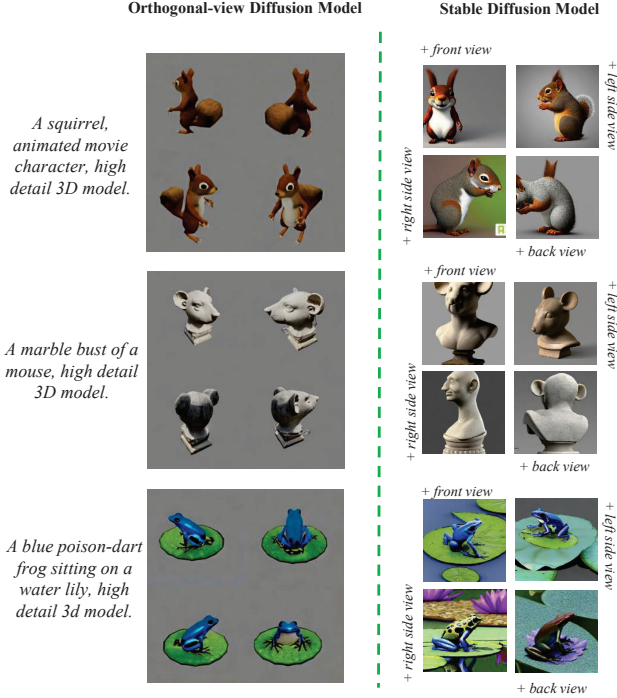 Orthogonal-view Diffusion Model
Stable Diffusion Model
A squirrel,
animated movie
character, high
detail 3D model.
+ front view
+ left side view
+ right side view
+ back view
A marble bust of a
mouse, high detail
3D model.
+ front view
+ left side view
+ right side view
+ back view
A blue poison-dart
frog sitting on a
water lily, high
detail 3d model.
+ front view
+ left side view
+ right side view
+ back view